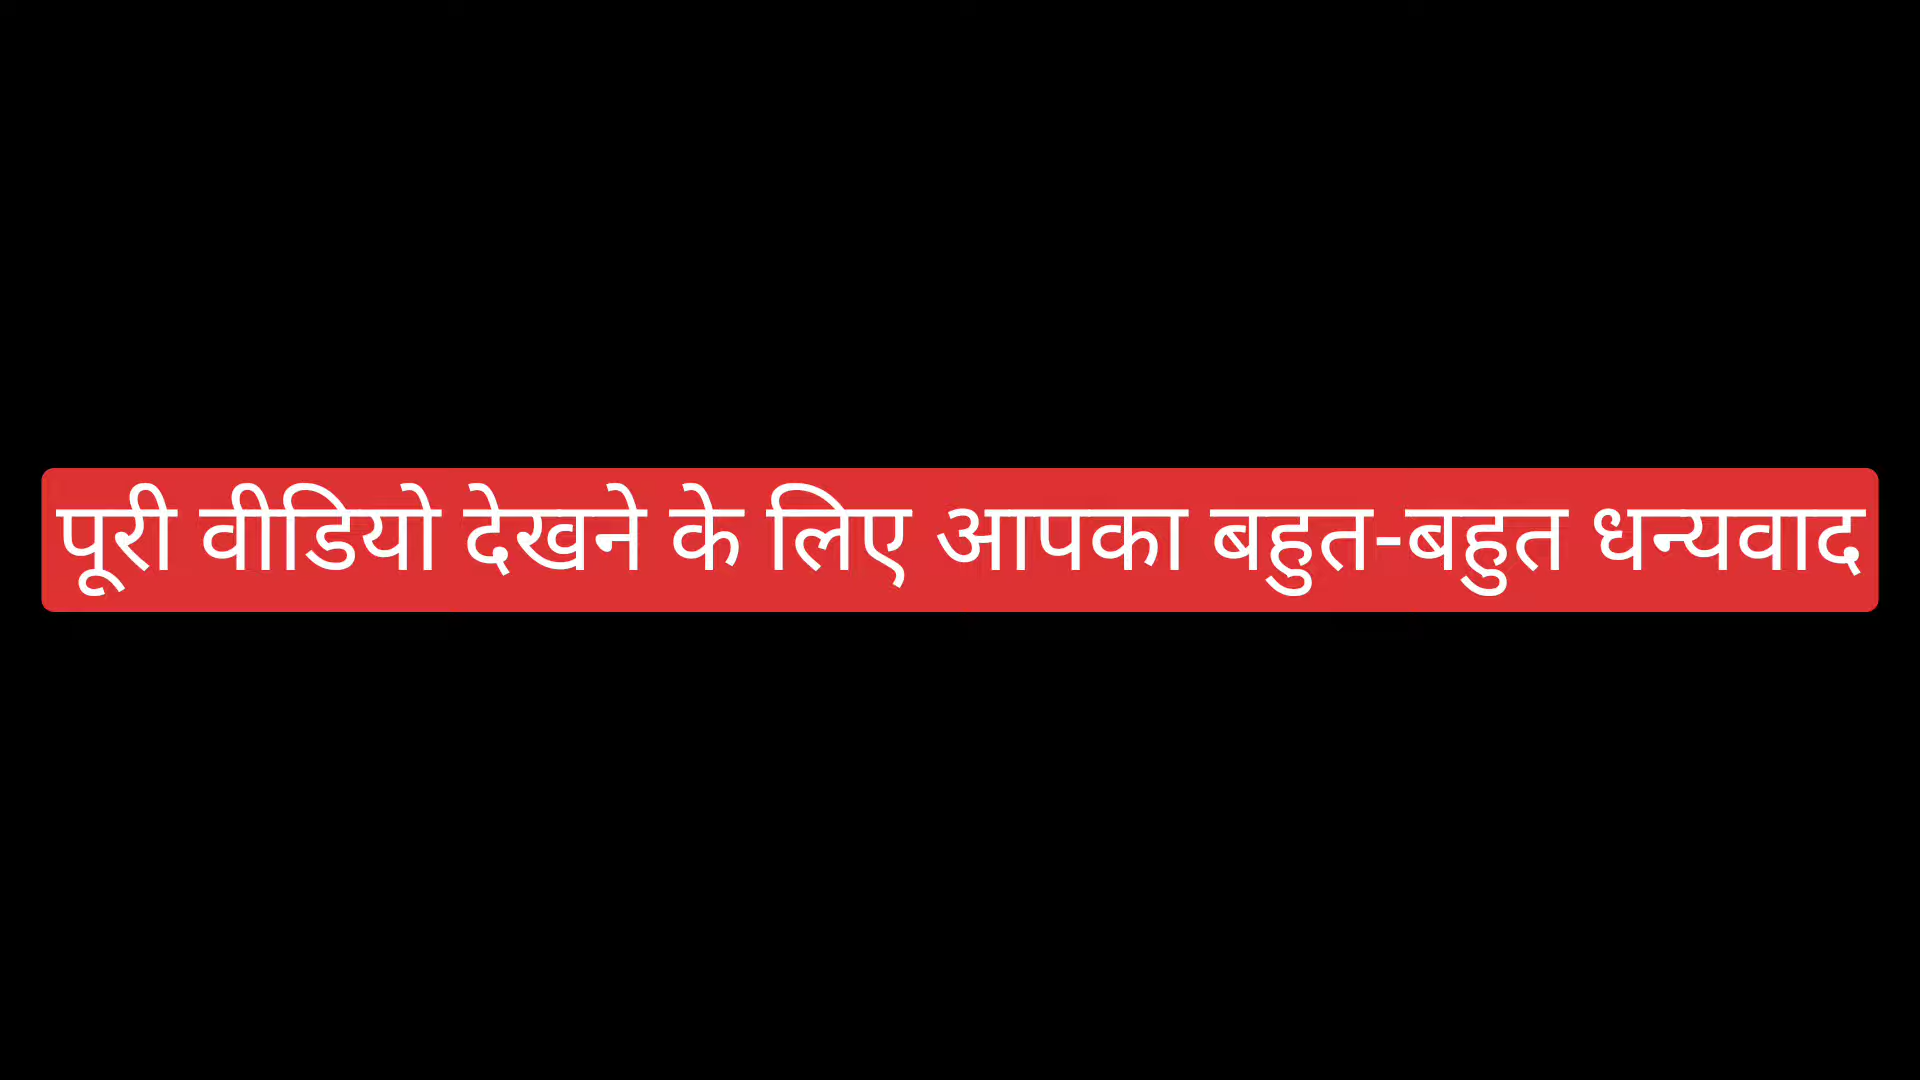 पूरी वीडियो देखने के लिए आपका बहुत-बहुत धन्यवाद